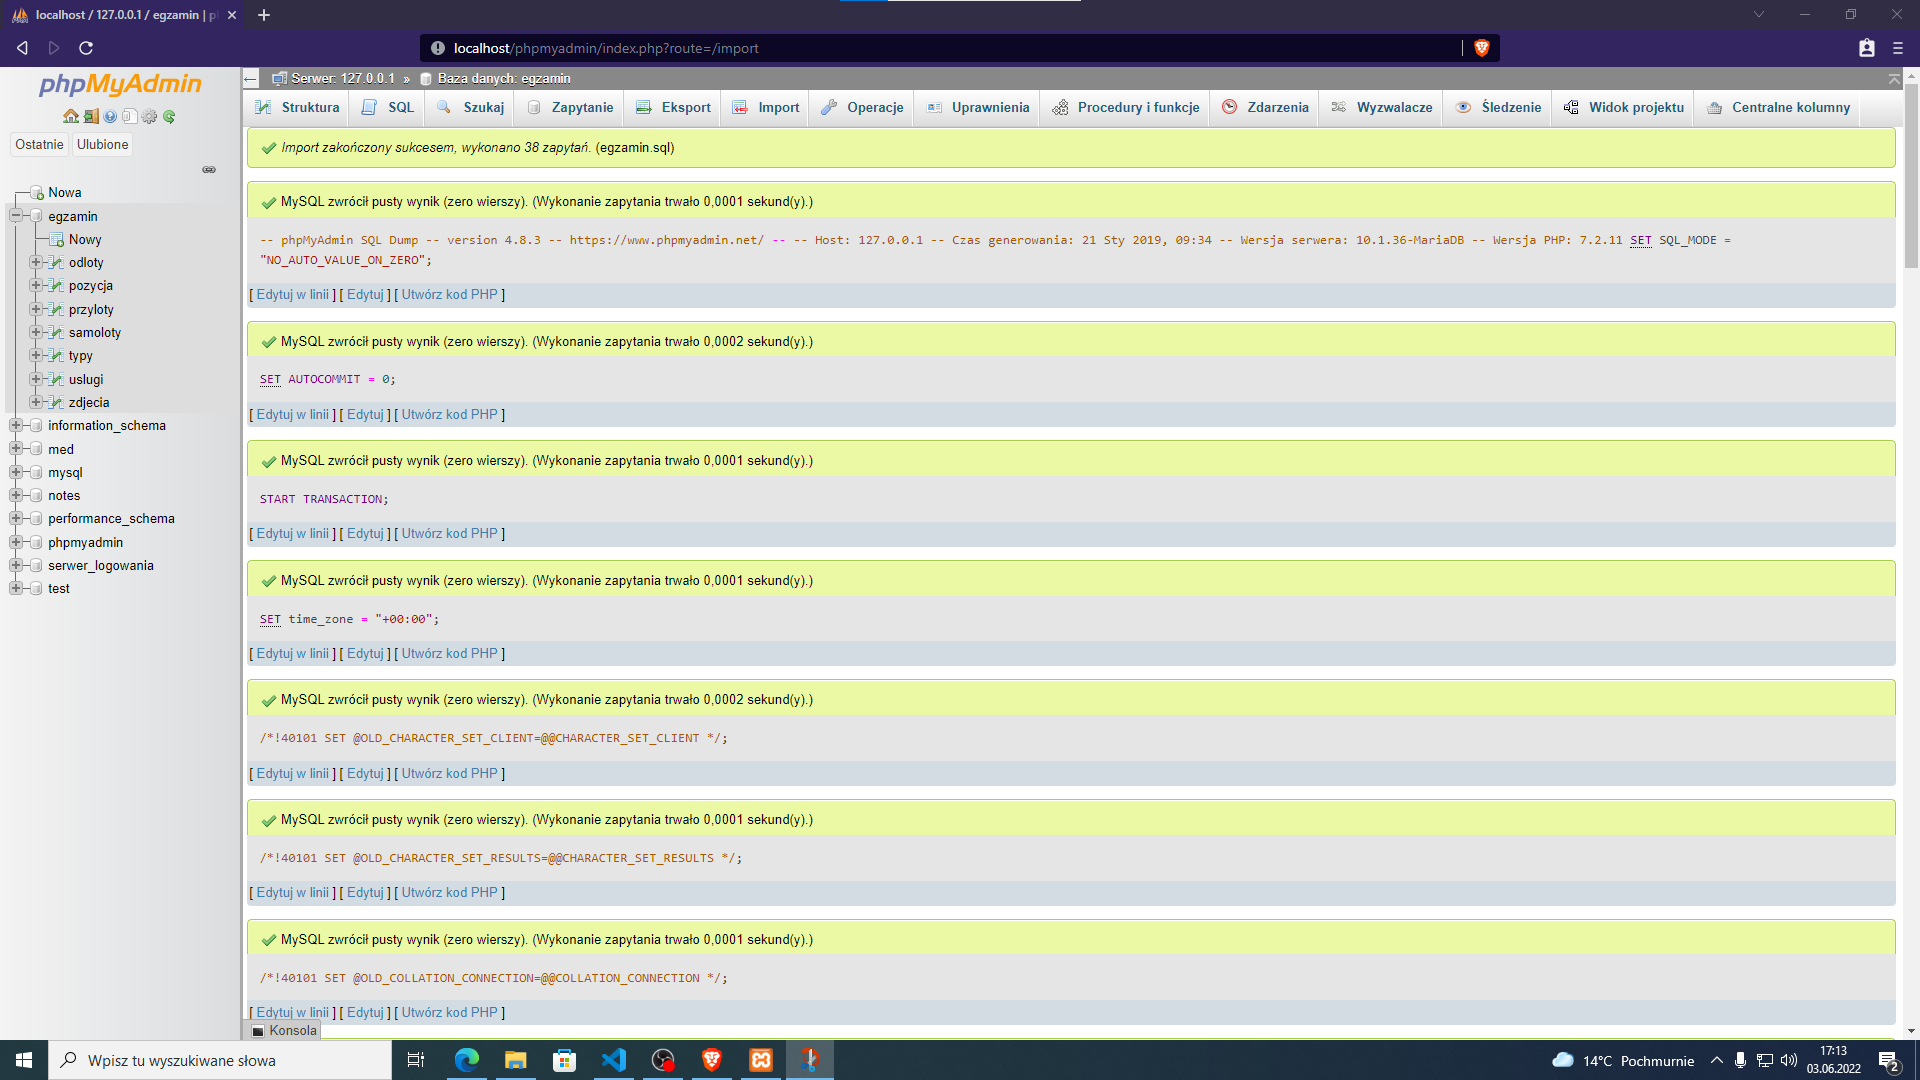 localhost / 127.0.0.1 / egzamin | p
localhost/phpmyadmin/index.php?route=/import
phpMyAdmin
Ostatnie
Ulubione
Nowa
egzamin
Nowy
odloty
pozycja
przyloty
samoloty
typy
uslugi
zdjecia
information_schema
med
mysql
notes
performance_schema
phpmyadmin
serwer_logowania
test
Serwer: 127.0.0.1 » Baza danych: egzamin
Struktura SQL Szukaj Zapytanie Eksport Import Operacje Uprawnienia Procedury i funkcje Zdarzenia Wyzwalacze Śledzenie Widok projektu Centralne kolumny
Import zakończony sukcesem, wykonano 38 zapytań. (egzamin.sql)
MySQL zwrócił pusty wynik (zero wierszy). (Wykonanie zapytania trwało 0,0001 sekund(y).)
-- phpMyAdmin SQL Dump -- version 4.8.3 -- https://www.phpmyadmin.net/ -- -- Host: 127.0.0.1 -- Czas generowania: 21 Sty 2019, 09:34 -- Wersja serwera: 10.1.36-MariaDB -- Wersja PHP: 7.2.11 SET SQL_MODE =
"NO_AUTO_VALUE_ON_ZERO";
[ Edytuj w linii ] [ Edytuj ] [ Utwórz kod PHP ]
MySQL zwrócił pusty wynik (zero wierszy). (Wykonanie zapytania trwało 0,0002 sekund(y).)
SET AUTOCOMMIT = 0;
[ Edytuj w linii ] [ Edytuj ] [ Utwórz kod PHP ]
MySQL zwrócił pusty wynik (zero wierszy). (Wykonanie zapytania trwało 0,0001 sekund(y).)
START TRANSACTION;
[ Edytuj w linii ] [ Edytuj ] [ Utwórz kod PHP ]
MySQL zwrócił pusty wynik (zero wierszy). (Wykonanie zapytania trwało 0,0001 sekund(y).)
SET time_zone = "+00:00";
[ Edytuj w linii ] [ Edytuj ] [ Utwórz kod PHP ]
MySQL zwrócił pusty wynik (zero wierszy). (Wykonanie zapytania trwało 0,0002 sekund(y).)
/*!40101 SET @OLD_CHARACTER_SET_CLIENT=@@CHARACTER_SET_CLIENT */;
[ Edytuj w linii ] [ Edytuj ] [ Utwórz kod PHP ]
MySQL zwrócił pusty wynik (zero wierszy). (Wykonanie zapytania trwało 0,0001 sekund(y).)
/*!40101 SET @OLD_CHARACTER_SET_RESULTS=@@CHARACTER_SET_RESULTS */;
[ Edytuj w linii ] [ Edytuj ] [ Utwórz kod PHP ]
MySQL zwrócił pusty wynik (zero wierszy). (Wykonanie zapytania trwało 0,0001 sekund(y).)
/*!40101 SET @OLD_COLLATION_CONNECTION=@@COLLATION_CONNECTION */;
[ Edytuj w linii ] [ Edytuj ] [ Utwórz kod PHP ]
Konsola
Wpisz tu wyszukiwane słowa
14°C Pochmurnie
17:13
03.06.2022
2